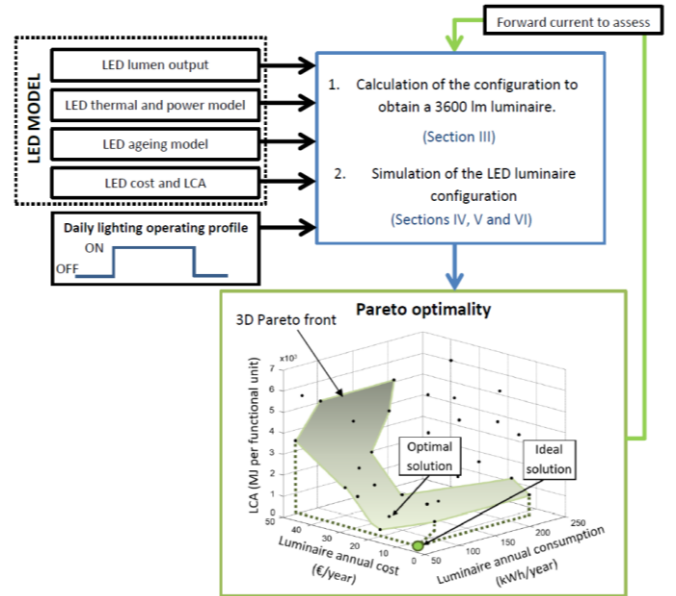 Forward current to assess
LED MODEL
LED lumen output
LED thermal and power model
LED ageing model
LED cost and LCA
Daily lighting operating profile
ON
OFF
1. Calculation of the configuration to
obtain a 3600 lm luminaire.
(Section III)
2. Simulation of the LED luminaire
configuration
(Sections IV, V and VI)
Pareto optimality
3D Pareto front
x10³
7
6
5
4
3
2
1
0
LCA (MJ per functional unit)
Optimal
solution
Ideal
solution
50
40
30
20
10
0
Luminaire annual cost
(€/year)
50
100
150
200
250
Luminaire annual consumption
(kWh/year)